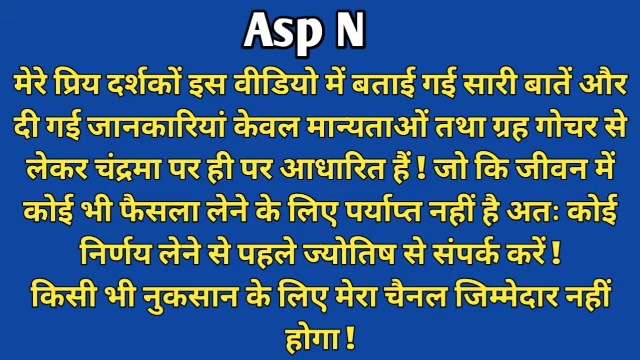 Asp N
मेरे प्रिय दर्शकों इस वीडियो में बताई गई सारी बातें और
दी गई जानकारियां केवल मान्यताओं तथा ग्रह गोचर से
लेकर चंद्रमा पर ही पर आधारित हैं ! जो कि जीवन में
कोई भी फैसला लेने के लिए पर्याप्त नहीं है अतः कोई
निर्णय लेने से पहले ज्योतिष से संपर्क करें !
किसी भी नुकसान के लिए मेरा चैनल जिम्मेदार नहीं
होगा !